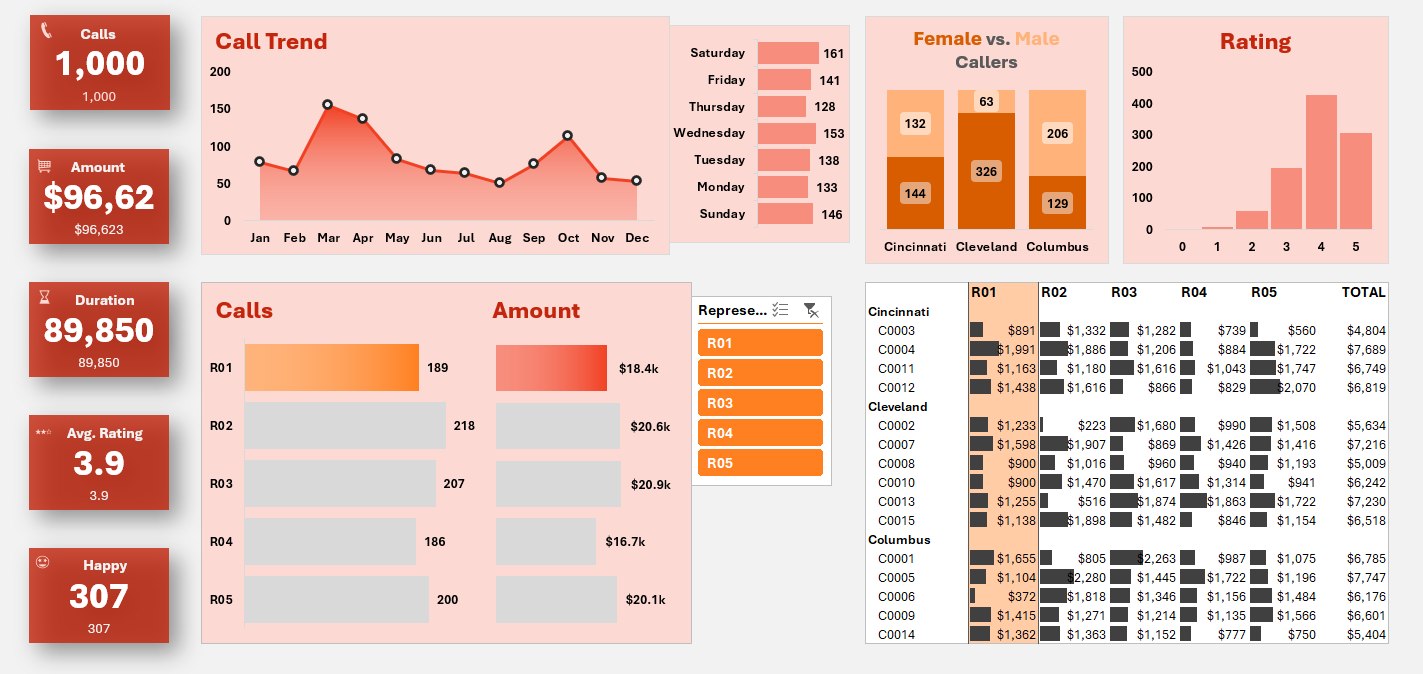 Calls
1,000
1,000
Amount
$96,62
$96,623
Duration
89,850
89,850
Avg. Rating
3.9
3.9
Happy
307
307
Call Trend
200
150
100
50
0
Jan Feb Mar Apr May Jun Jul Aug Sep Oct Nov Dec
Saturday 161
Friday 141
Thursday 128
Wednesday 153
Tuesday 138
Monday 133
Sunday 146
Female vs. Male
Callers
132 63 206
144 326 129
Cincinnati Cleveland Columbus
Rating
500
400
300
200
100
0
0 1 2 3 4 5
Calls Amount
R01 189 $18.4k
R02 218 $20.6k
R03 207 $20.9k
R04 186 $16.7k
R05 200 $20.1k
Represe...
R01
R02
R03
R04
R05
R01 R02 R03 R04 R05 TOTAL
Cincinnati
C0003 $891 $1,332 $1,282 $739 $560 $4,804
C0004 $1,991 $1,886 $1,206 $884 $1,722 $7,689
C0011 $1,163 $1,180 $1,616 $1,043 $1,747 $6,749
C0012 $1,438 $1,616 $866 $829 $2,070 $6,819
Cleveland
C0002 $1,233 $223 $1,680 $990 $1,508 $5,634
C0007 $1,598 $1,907 $869 $1,426 $1,416 $7,216
C0008 $900 $1,016 $960 $940 $1,193 $5,009
C0010 $900 $1,470 $1,617 $1,314 $941 $6,242
C0013 $1,255 $516 $1,874 $1,863 $1,722 $7,230
C0015 $1,138 $1,898 $1,482 $846 $1,154 $6,518
Columbus
C0001 $1,655 $805 $2,263 $987 $1,075 $6,785
C0005 $1,104 $2,280 $1,445 $1,722 $1,196 $7,747
C0006 $372 $1,818 $1,346 $1,156 $1,484 $6,176
C0009 $1,415 $1,271 $1,214 $1,135 $1,566 $6,601
C0014 $1,362 $1,363 $1,152 $777 $750 $5,404